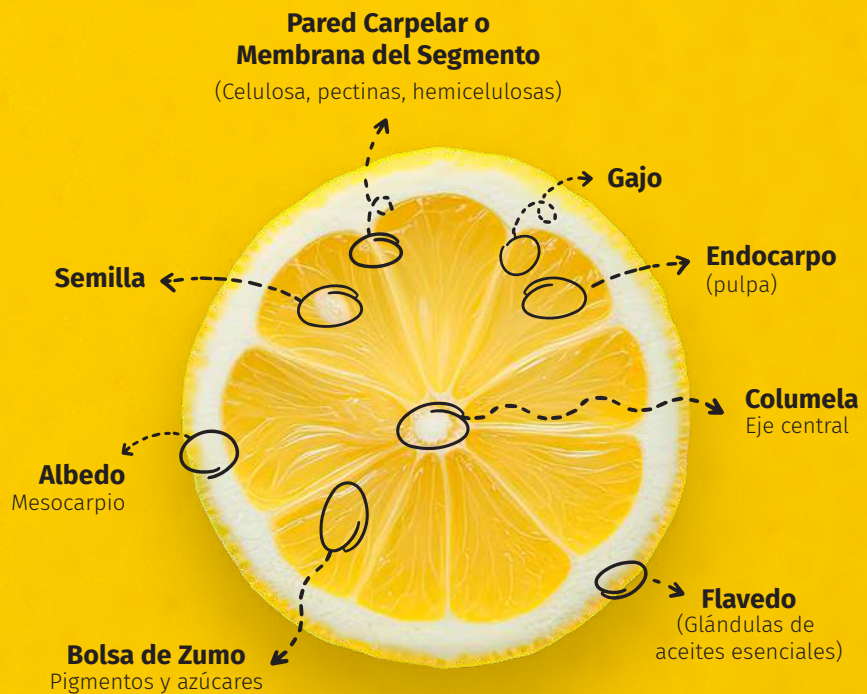 Pared Carpelar o
Membrana del Segmento
(Celulosa, pectinas, hemicelulosas)
Gajo
Endocarpo
(pulpa)
Semilla
Columela
Eje central
Albedo
Mesocarpio
Flavedo
(Glándulas de
aceites esenciales)
Bolsa de Zumo
Pigmentos y azúcares